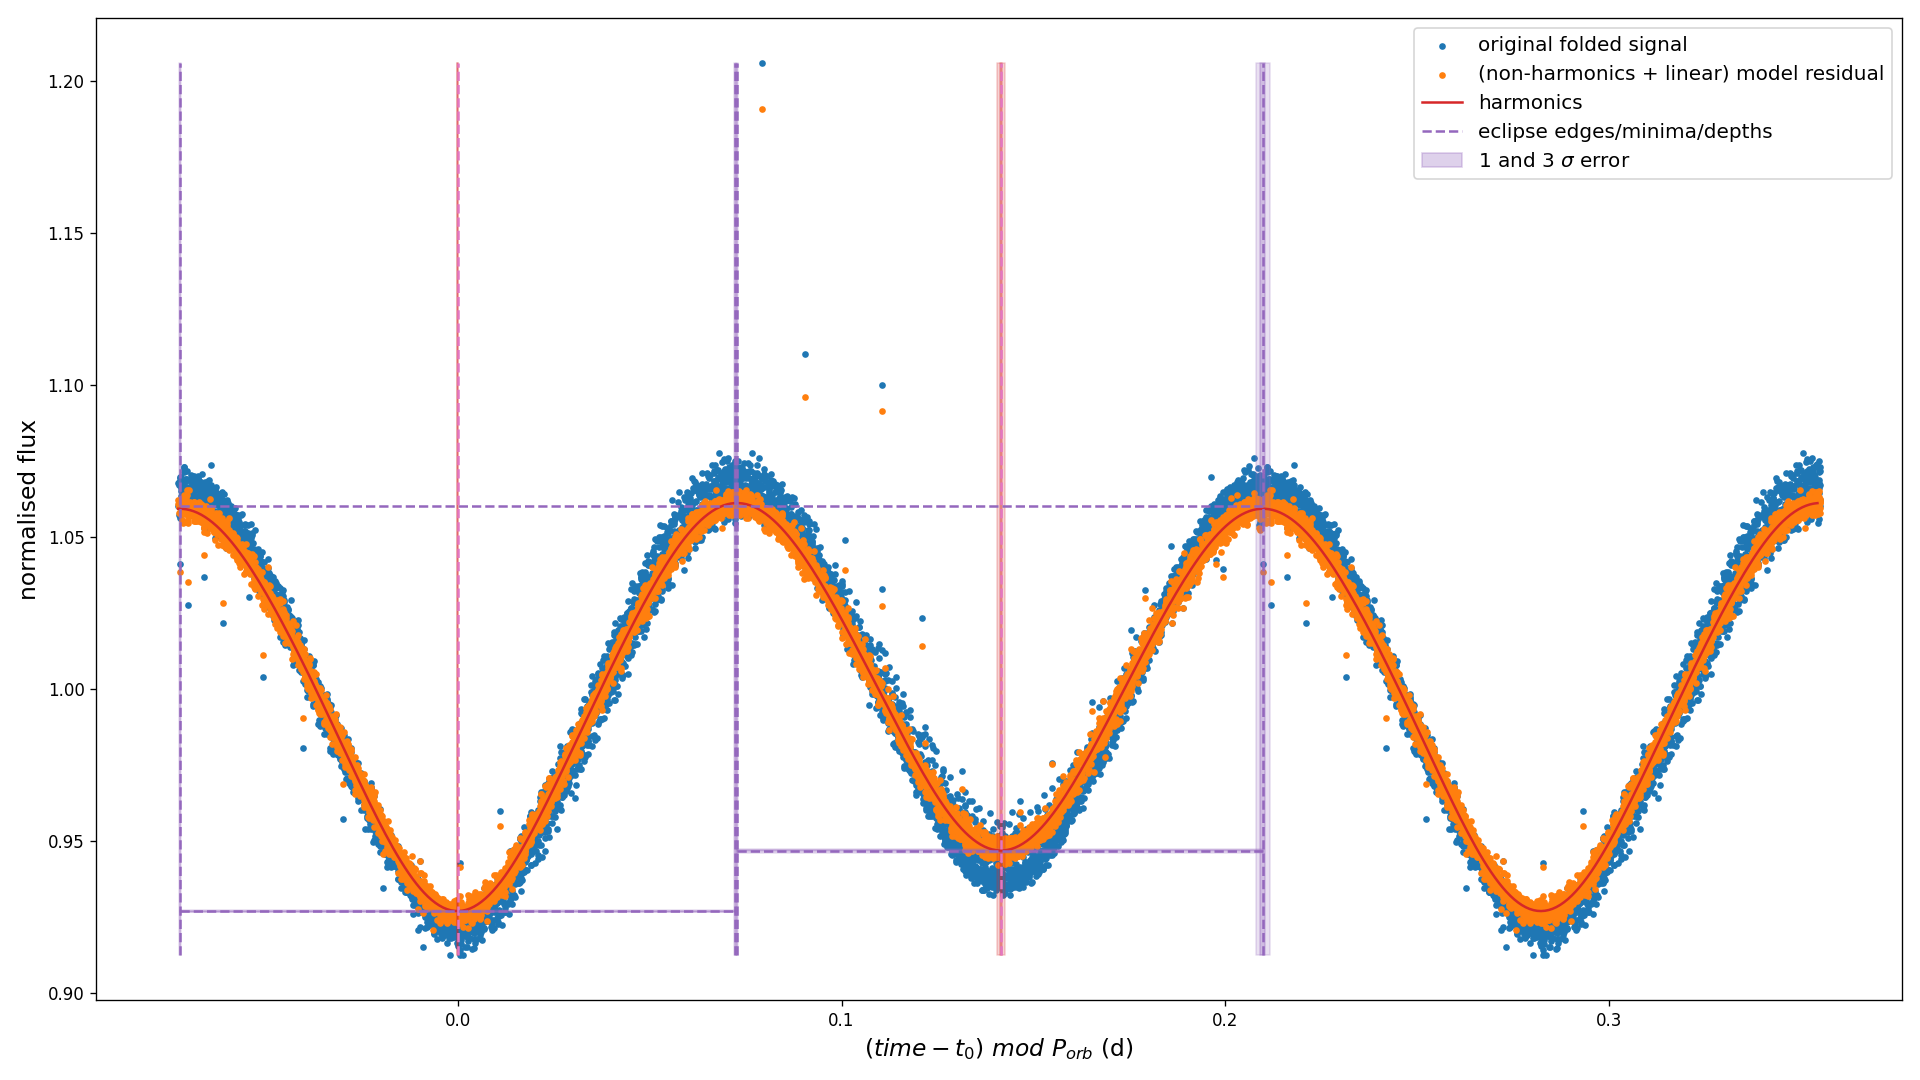 original folded signal
(non-harmonics + linear) model residual
harmonics
eclipse edges/minima/depths
1 and 3 σ error
normalised flux
1.20
1.15
1.10
1.05
1.00
0.95
0.90
0.0 0.1 0.2 0.3
(time − t₀) mod P_orb (d)